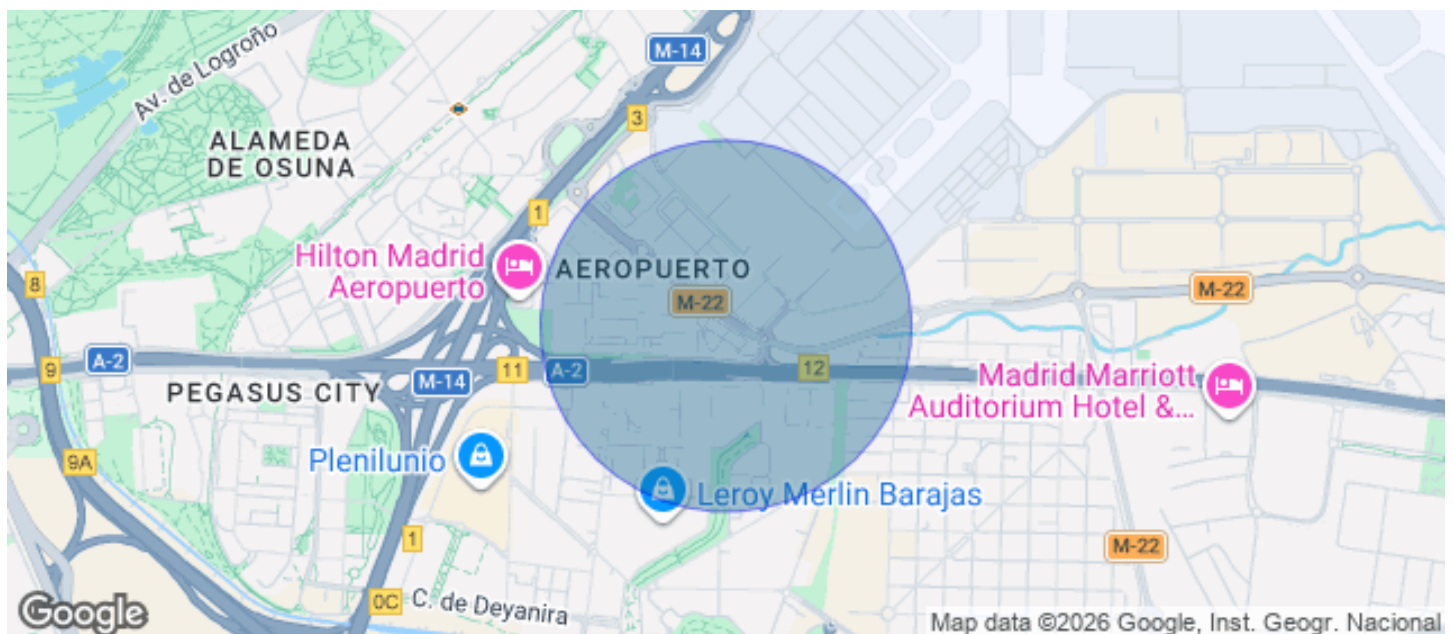 M-14
Av. de Logroño
3
ALAMEDA
DE OSUNA
1
Hilton Madrid
Aeropuerto
AEROPUERTO
8
M-22
M-22
A-2
9
11
A-2
12
M-14
PEGASUS CITY
Madrid Marriott
Auditorium Hotel &...
9A
Plenilunio
Leroy Merlin Barajas
1
M-22
0C
C. de Deyanira
Google
Map data ©2026 Google, Inst. Geogr. Nacional